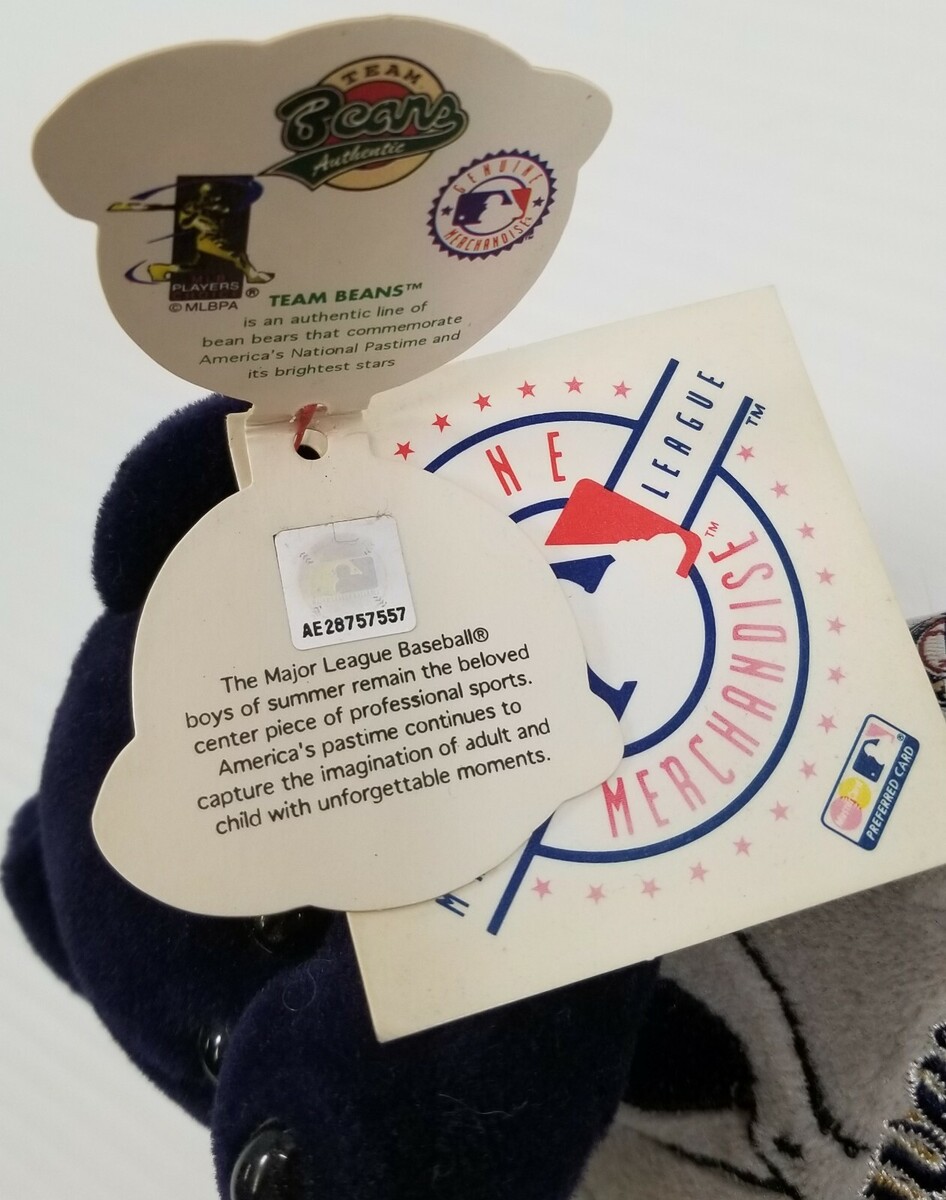 TEAM
Beans
Authentic
GENUINE
MERCHANDISE
PLAYERS
®
© MLBPA
TEAM BEANS™
is an authentic line of
bean bears that commemorate
America's National Pastime and
its brightest stars
NE
LEAGUE
TM
TM
MERCHANDISE
M
AE28757557
The Major League Baseball®
boys of summer remain the beloved
center piece of professional sports.
America's pastime continues to
capture the imagination of adult and
child with unforgettable moments.
®
PREFERRED CARD